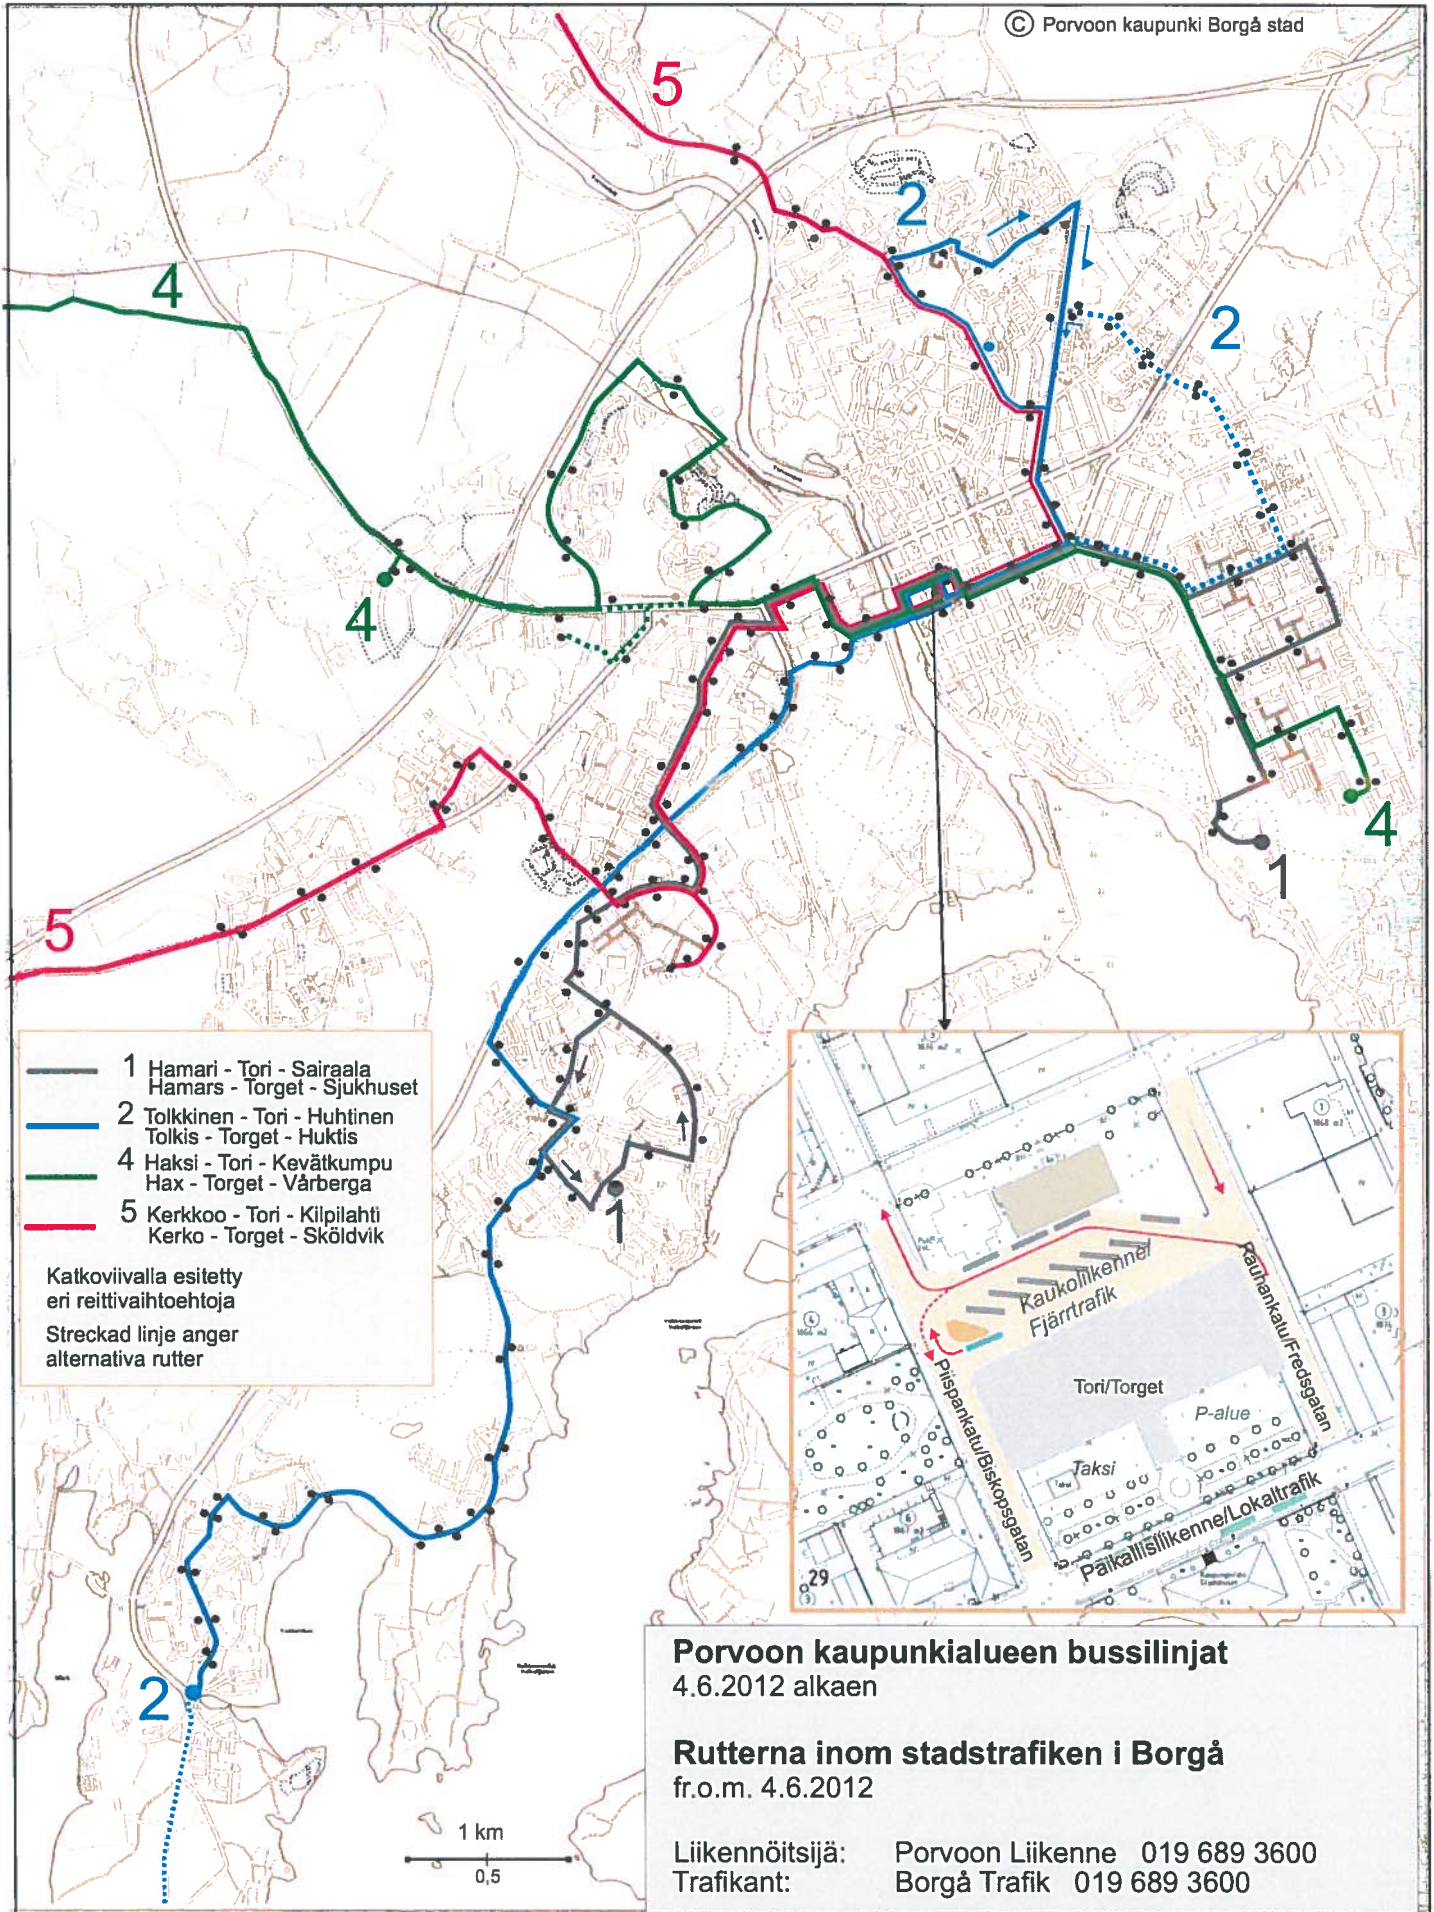 © Porvoon kaupunki Borgå stad
5
2
4
2
4
4
1
5
1 Hamari - Tori - Sairaala
Hamars - Torget - Sjukhuset
2 Tolkkinen - Tori - Huhtinen
Tolkis - Torget - Huktis
4 Haksi - Tori - Kevätkumpu
Hax - Torget - Vårberga
5 Kerkkoo - Tori - Kilpilahti
Kerko - Torget - Sköldvik
Katkoviivalla esitetty
eri reittivaihtoehtoja
Streckad linje anger
alternativa rutter
1
Kaukoliikenne/
Fjärrtrafik
Rauhankatu/Fredsgatan
Piispankatu/Biskopsgatan
Tori/Torget
P-alue
Taksi
Paikallisliikenne/Lokaltrafik
29
2
Porvoon kaupunkialueen bussilinjat
4.6.2012 alkaen
Rutterna inom stadstrafiken i Borgå
fr.o.m. 4.6.2012
1 km
0,5
Liikennöitsijä: Porvoon Liikenne 019 689 3600
Trafikant: Borgå Trafik 019 689 3600